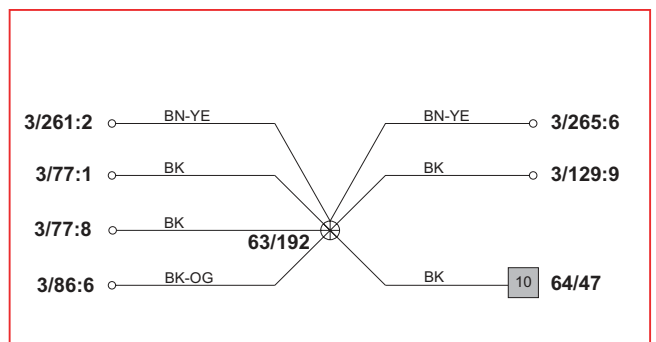 3/261:2 BN-YE BN-YE 3/265:6
3/77:1 BK BK 3/129:9
3/77:8 BK
63/192
3/86:6 BK-OG BK 10 64/47